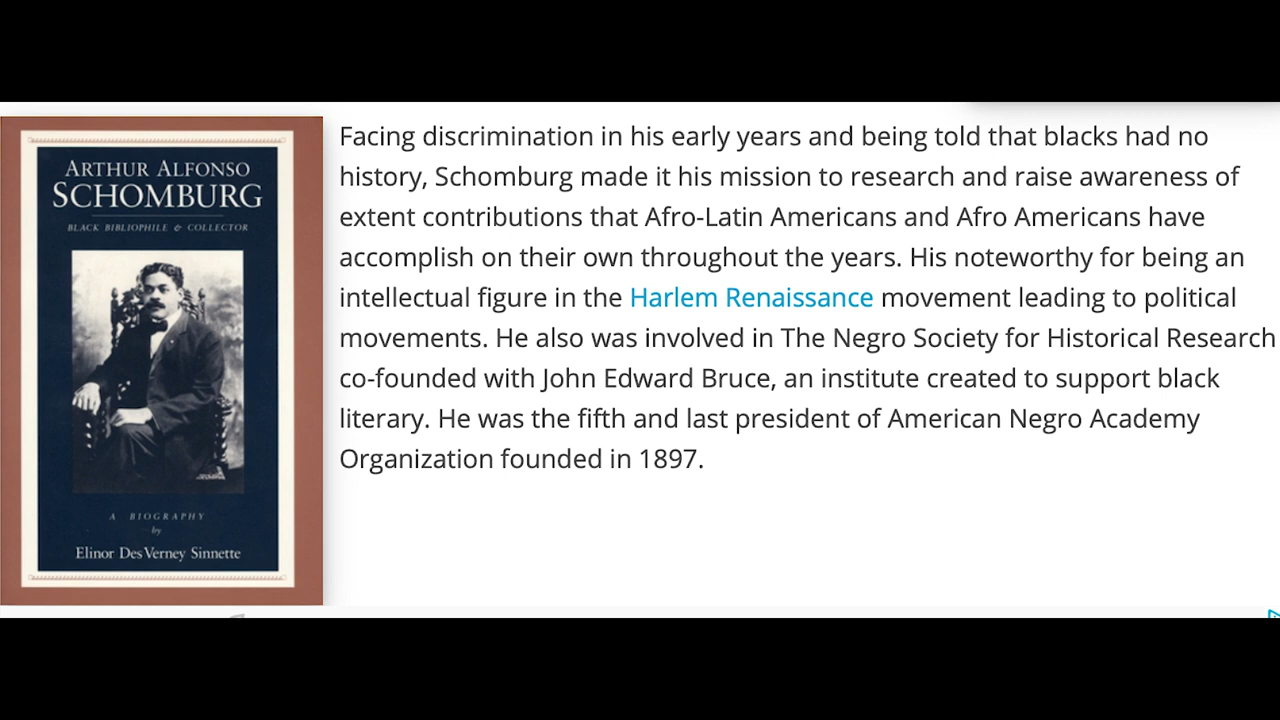 ARTHUR ALFONSO
SCHOMBURG
BLACK BIBLIOPHILE & COLLECTOR
A BIOGRAPHY
by
Elinor Des Verney Sinnette
Facing discrimination in his early years and being told that blacks had no
history, Schomburg made it his mission to research and raise awareness of
extent contributions that Afro-Latin Americans and Afro Americans have
accomplish on their own throughout the years. His noteworthy for being an
intellectual figure in the Harlem Renaissance movement leading to political
movements. He also was involved in The Negro Society for Historical Research
co-founded with John Edward Bruce, an institute created to support black
literary. He was the fifth and last president of American Negro Academy
Organization founded in 1897.